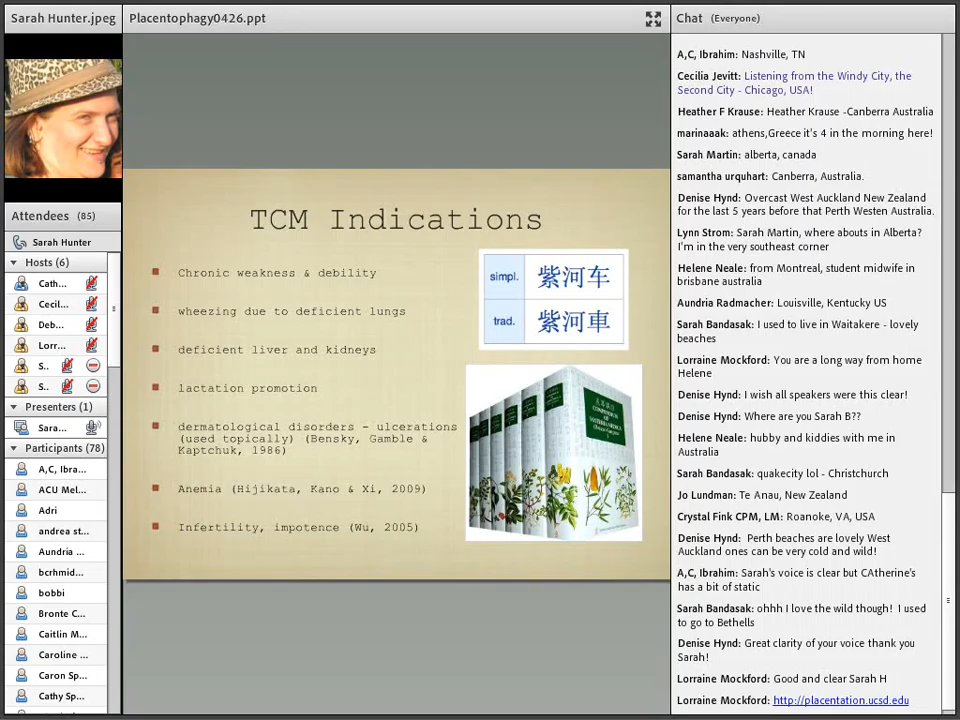 Sarah Hunter.jpeg
Placentophagy0426.ppt
Attendees (85)
Sarah Hunter
Hosts (6)
Cath...
Cecil...
Deb...
Lorr...
S..
S..
Presenters (1)
Sara...
Participants (78)
A,C, Ibra...
ACU Mel...
Adri
andrea st...
Aundria ...
bcrhmid...
bobbi
Bronte C...
Caitlin M...
Caroline ...
Caron Sp...
Cathy Sp...
TCM Indications
Chronic weakness & debility
wheezing due to deficient lungs
deficient liver and kidneys
lactation promotion
dermatological disorders - ulcerations
(used topically) (Bensky, Gamble &
Kaptchuk, 1986)
Anemia (Hijikata, Kano & Xi, 2009)
Infertility, impotence (Wu, 2005)
simpl. 紫河车
trad. 紫河車
COMPENDIUM
OF
MATERIA MEDICA
Chat (Everyone)
A,C, Ibrahim: Nashville, TN
Cecilia Jevitt: Listening from the Windy City, the
Second City - Chicago, USA!
Heather F Krause: Heather Krause -Canberra Australia
marinaaak: athens,Greece it's 4 in the morning here!
Sarah Martin: alberta, canada
samantha urquhart: Canberra, Australia.
Denise Hynd: Overcast West Auckland New Zealand
for the last 5 years before that Perth Westen Australia.
Lynn Strom: Sarah Martin, where abouts in Alberta?
I'm in the very southeast corner
Helene Neale: from Montreal, student midwife in
brisbane australia
Aundria Radmacher: Louisville, Kentucky US
Sarah Bandasak: I used to live in Waitakere - lovely
beaches
Lorraine Mockford: You are a long way from home
Helene
Denise Hynd: I wish all speakers were this clear!
Denise Hynd: Where are you Sarah B??
Helene Neale: hubby and kiddies with me in
Australia
Sarah Bandasak: quakecity lol - Christchurch
Jo Lundman: Te Anau, New Zealand
Crystal Fink CPM, LM: Roanoke, VA, USA
Denise Hynd: Perth beaches are lovely West
Auckland ones can be very cold and wild!
A,C, Ibrahim: Sarah's voice is clear but CAtherine's
has a bit of static
Sarah Bandasak: ohhh I love the wild though! I used
to go to Bethells
Denise Hynd: Great clarity of your voice thank you
Sarah!
Lorraine Mockford: Good and clear Sarah H
Lorraine Mockford: http://placentation.ucsd.edu